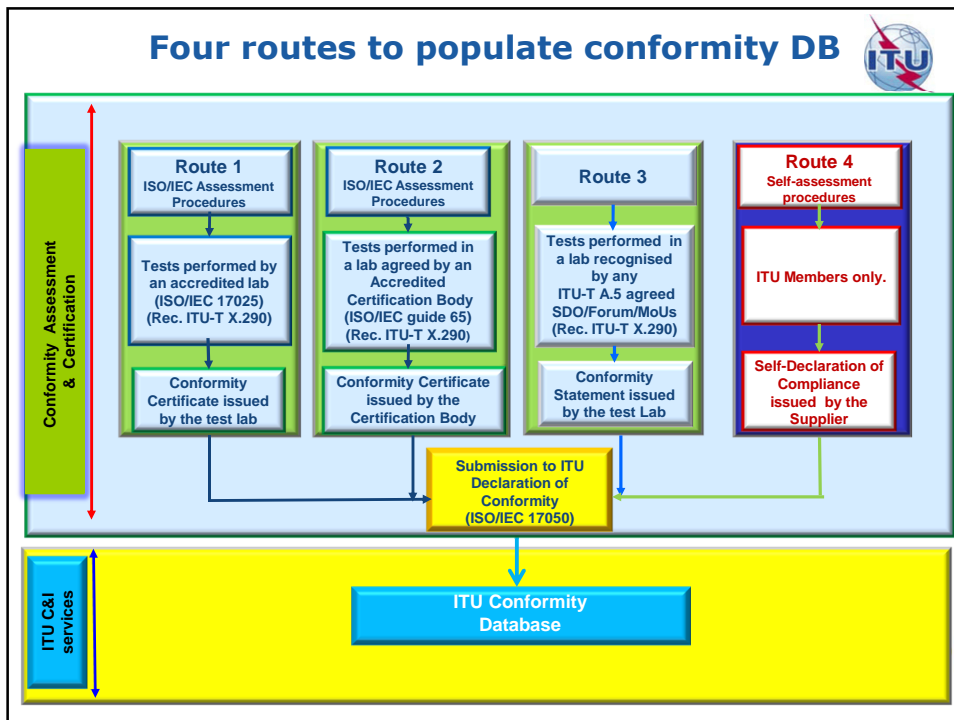 Four routes to populate conformity DB
ITU
Conformity Assessment
& Certification
Route 1
ISO/IEC Assessment
Procedures
Tests performed by
an accredited lab
(ISO/IEC 17025)
(Rec. ITU-T X.290)
Conformity
Certificate issued
by the test lab
Route 2
ISO/IEC Assessment
Procedures
Tests performed in
a lab agreed by an
Accredited
Certification Body
(ISO/IEC guide 65)
(Rec. ITU-T X.290)
Conformity Certificate
issued by the
Certification Body
Route 3
Tests performed in
a lab recognised
by any
ITU-T A.5 agreed
SDO/Forum/MoUs
(Rec. ITU-T X.290)
Conformity
Statement issued
by the test Lab
Route 4
Self-assessment
procedures
ITU Members only.
Self-Declaration of
Compliance
issued by the
Supplier
Submission to ITU
Declaration of
Conformity
(ISO/IEC 17050)
ITU C&I
services
ITU Conformity
Database